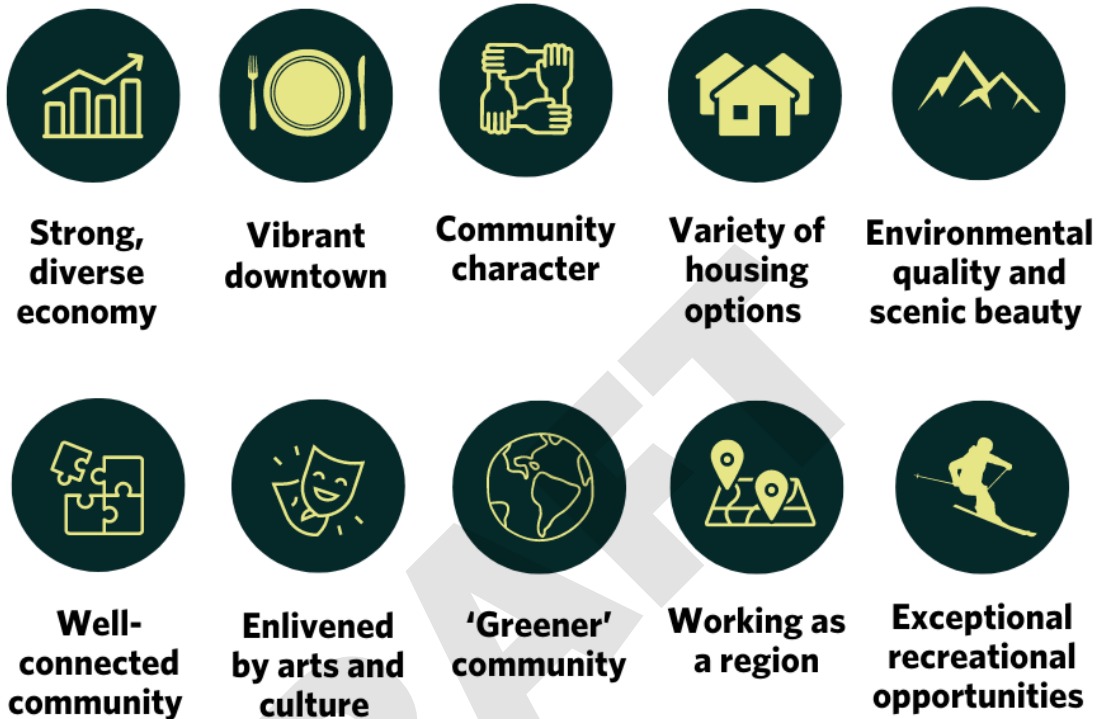 Strong,
diverse
economy
Vibrant
downtown
Community
character
Variety of
housing
options
Environmental
quality and
scenic beauty
Well-
connected
community
Enlivened
by arts and
culture
‘Greener’
community
Working as
a region
Exceptional
recreational
opportunities
DRAFT